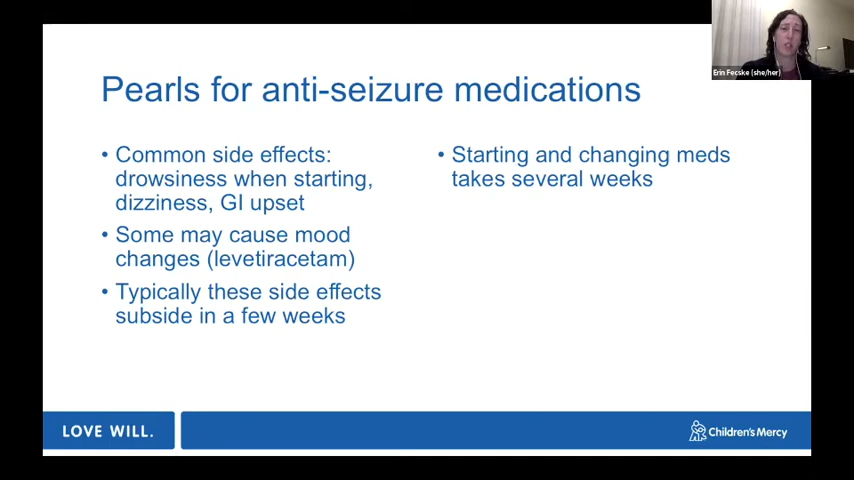 Erin Fecske (she/her)
Pearls for anti-seizure medications
• Common side effects:
drowsiness when starting,
dizziness, GI upset
• Some may cause mood
changes (levetiracetam)
• Typically these side effects
subside in a few weeks
• Starting and changing meds
takes several weeks
LOVE WILL.
Children's Mercy